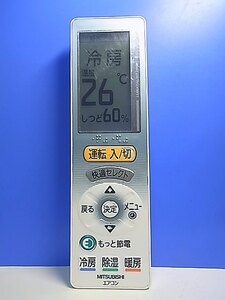 冷房
温度
26℃
しつど60%
運転 入/切
快適セレクト
戻る
決定
メニュー
もっと節電
冷房 除湿 暖房
MITSUBISHI
エアコン